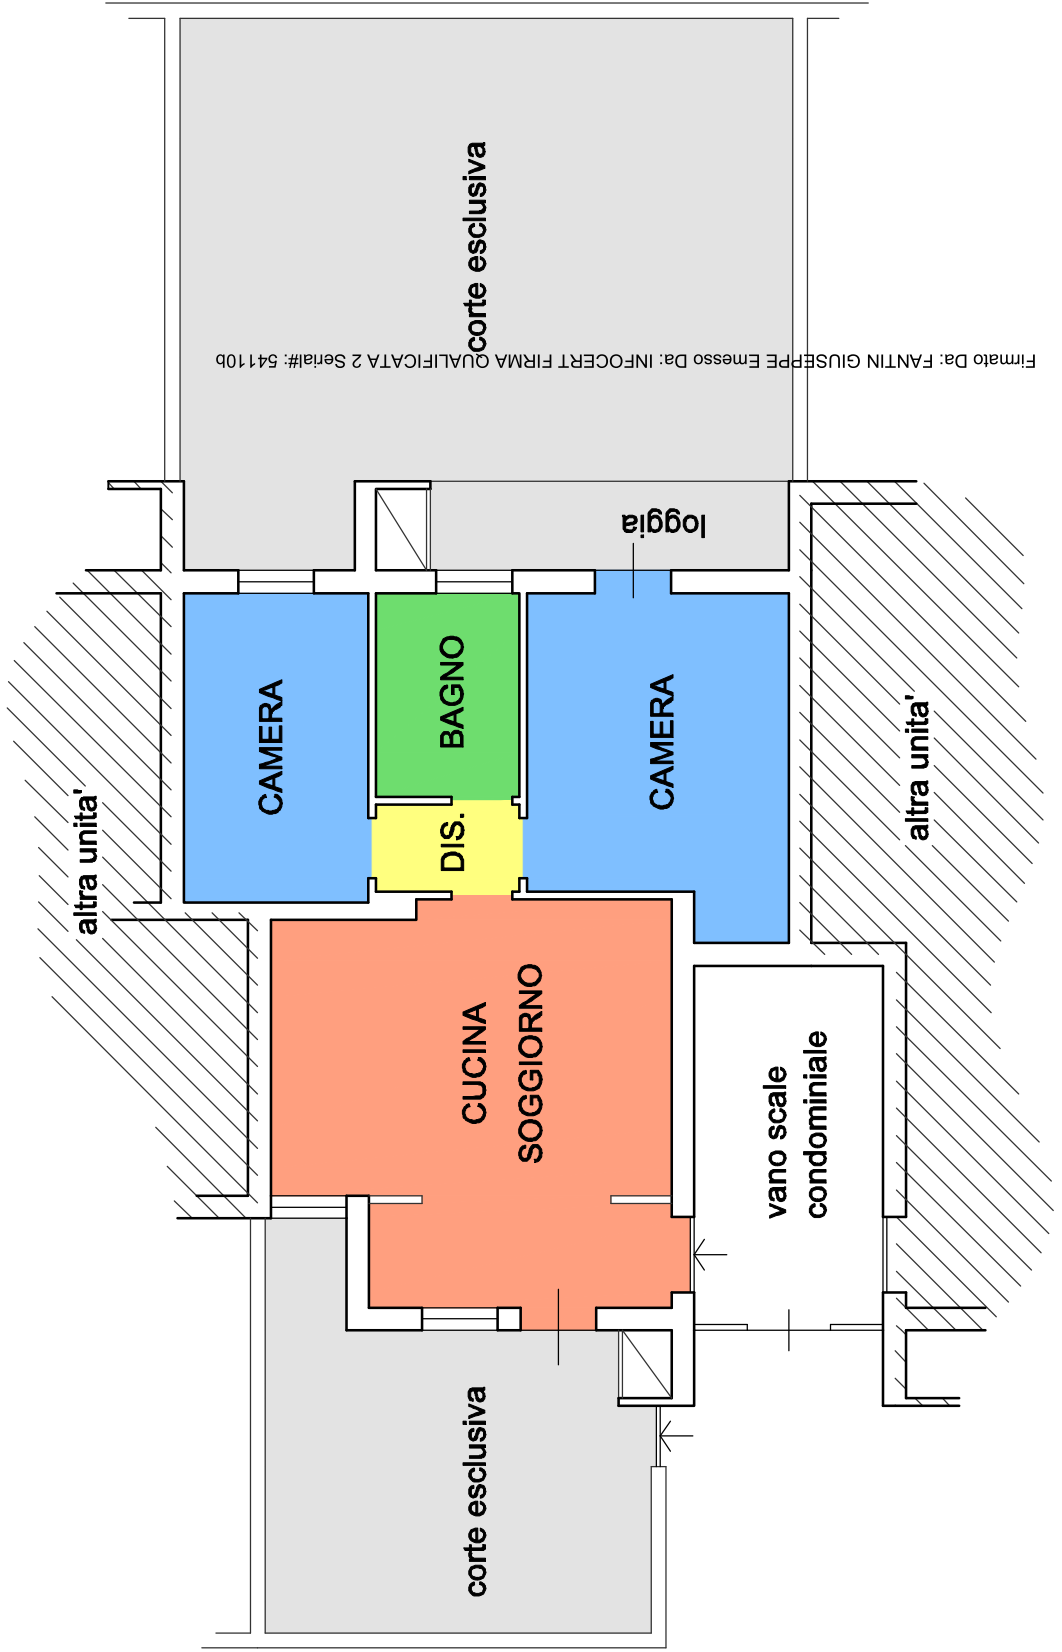 corte esclusiva
Firmato Da: FANTIN GIUSEPPE Emesso Da: INFOCERT FIRMA QUALIFICATA 2 Serial#: 54110b
loggia
CAMERA
BAGNO
CAMERA
DIS.
altra unita'
altra unita'
CUCINA
SOGGIORNO
vano scale
condominiale
corte esclusiva